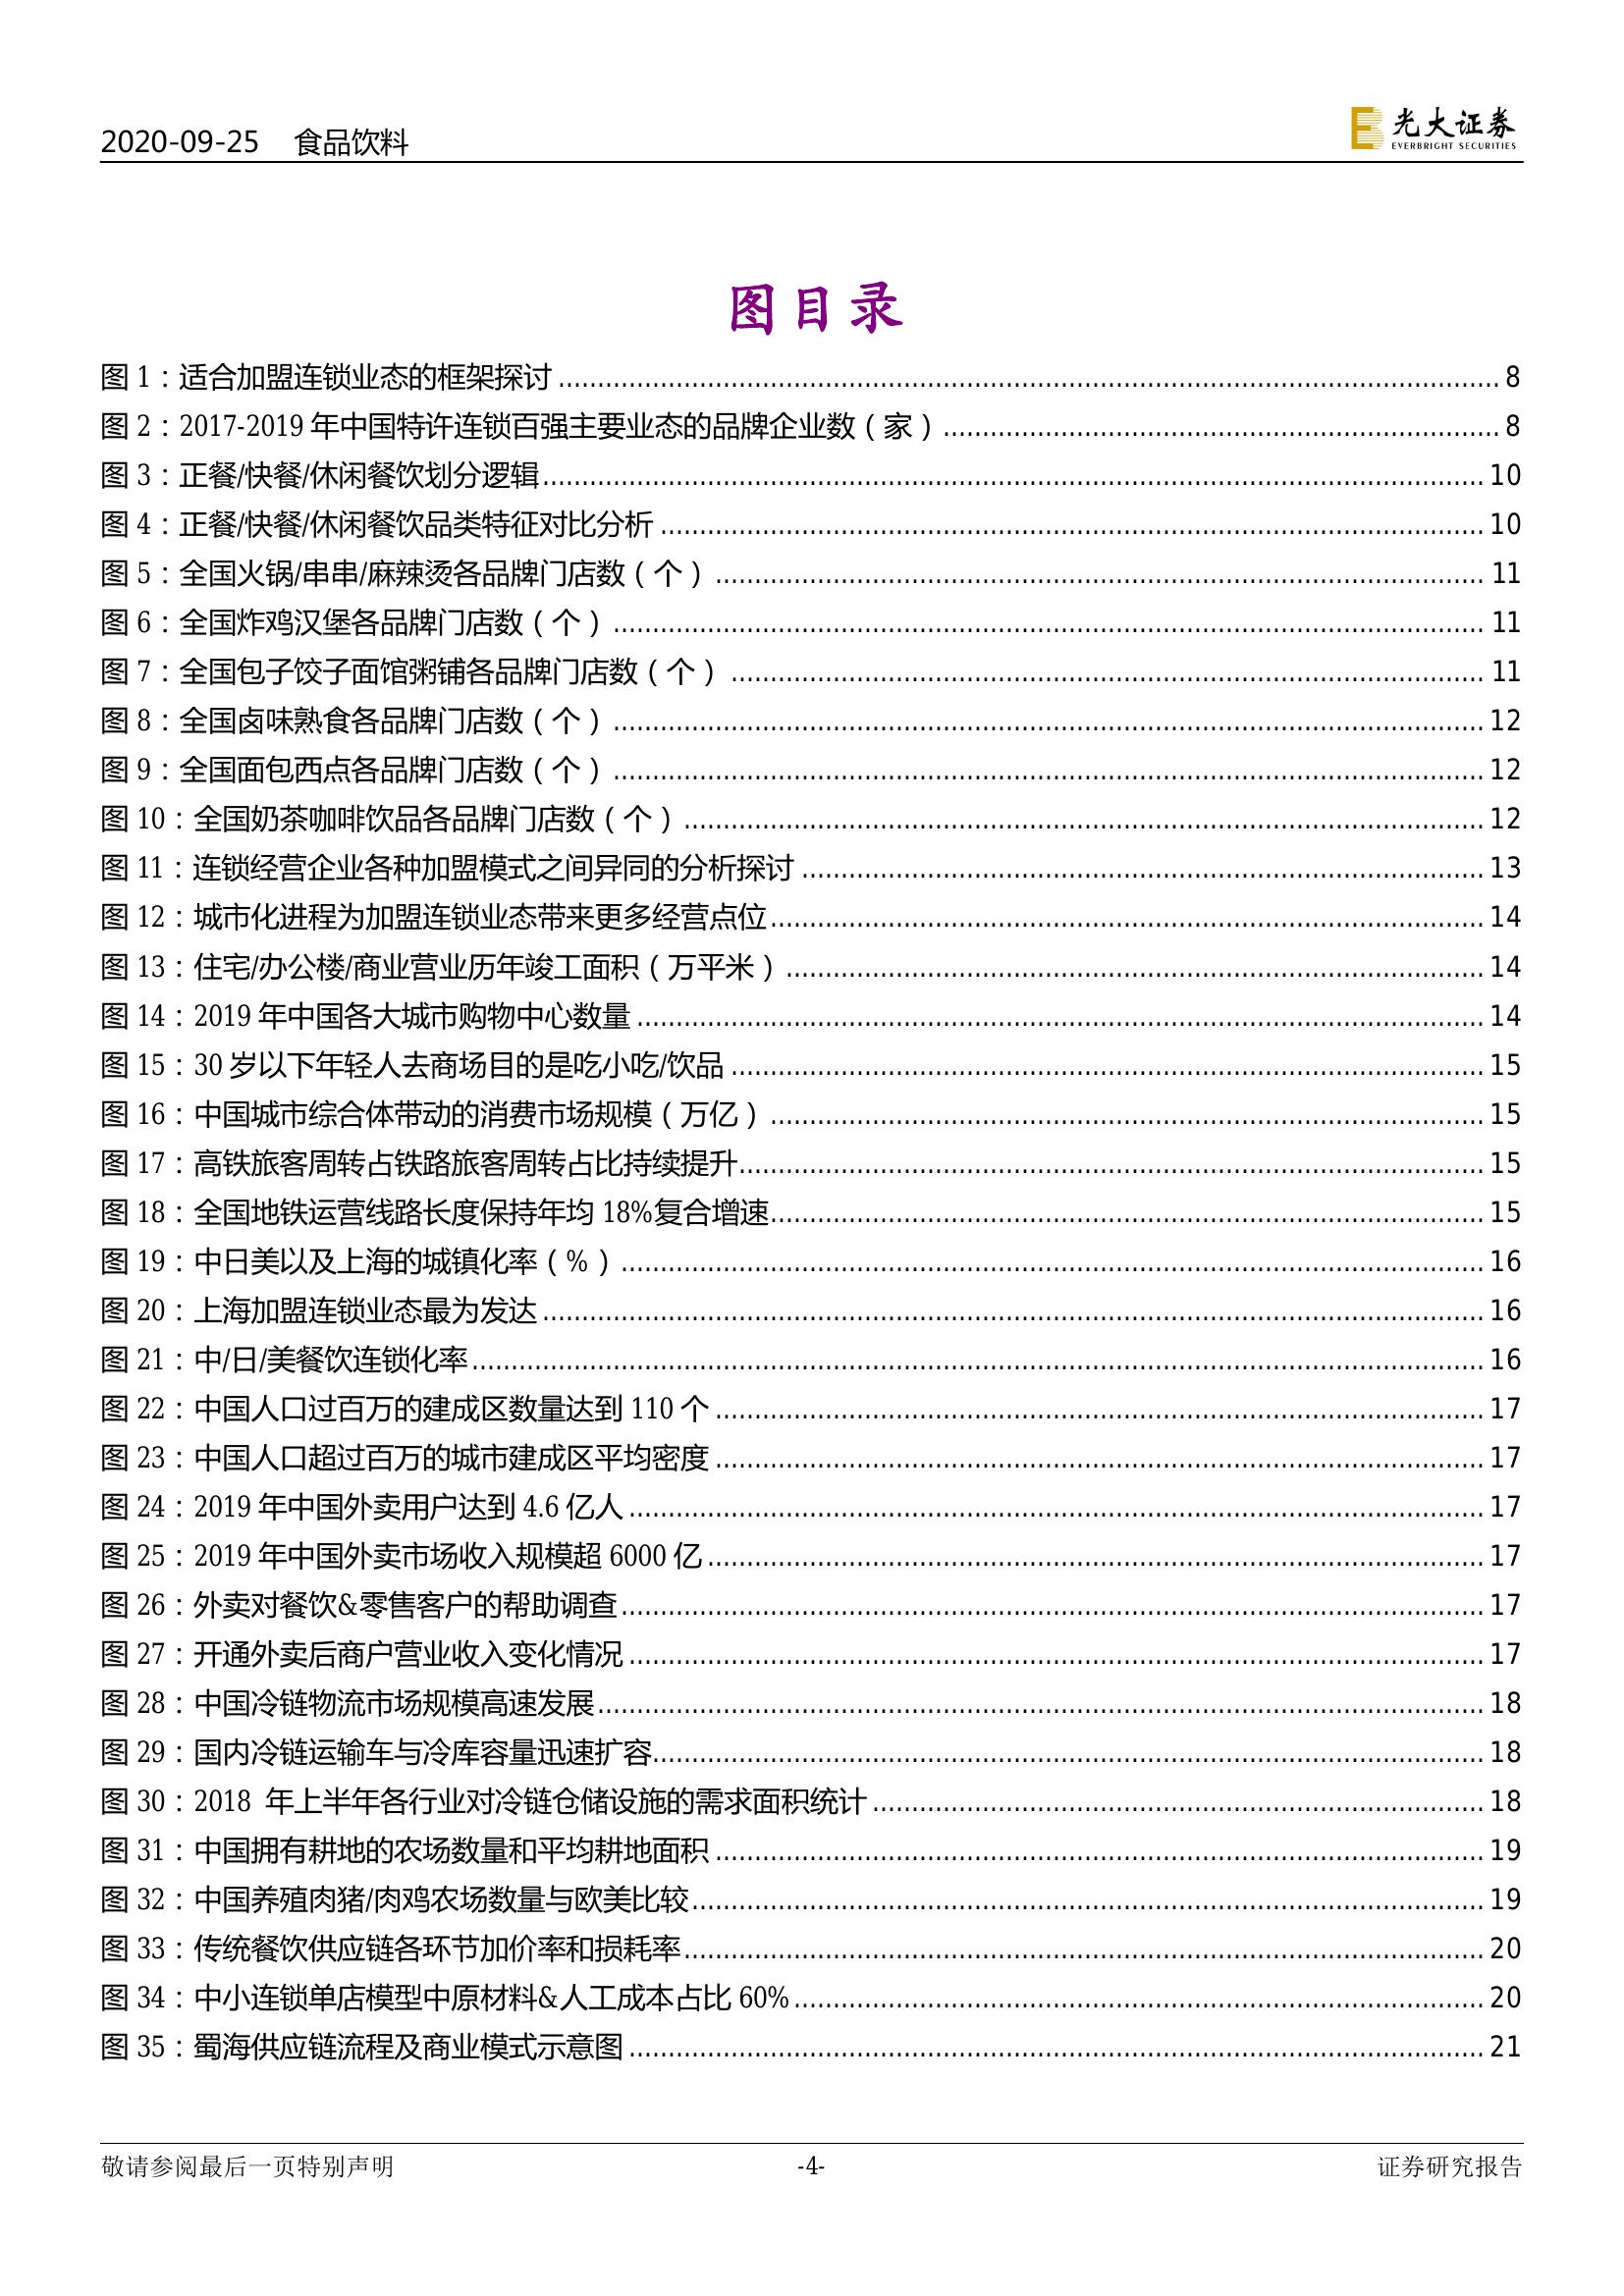 2020-09-25 食品饮料
光大证券
EVERBRIGHT SECURITIES
图目录
图 1：适合加盟连锁业态的框架探讨 ........ 8
图 2：2017-2019 年中国特许连锁百强主要业态的品牌企业数（家） ........ 8
图 3：正餐/快餐/休闲餐饮划分逻辑 ........ 10
图 4：正餐/快餐/休闲餐饮品类特征对比分析 ........ 10
图 5：全国火锅/串串/麻辣烫各品牌门店数（个） ........ 11
图 6：全国炸鸡汉堡各品牌门店数（个） ........ 11
图 7：全国包子饺子面馆粥铺各品牌门店数（个） ........ 11
图 8：全国卤味熟食各品牌门店数（个） ........ 12
图 9：全国面包西点各品牌门店数（个） ........ 12
图 10：全国奶茶咖啡饮品各品牌门店数（个） ........ 12
图 11：连锁经营企业各种加盟模式之间异同的分析探讨 ........ 13
图 12：城市化进程为加盟连锁业态带来更多经营点位 ........ 14
图 13：住宅/办公楼/商业营业历年竣工面积（万平米） ........ 14
图 14：2019 年中国各大城市购物中心数量 ........ 14
图 15：30 岁以下年轻人去商场目的是吃小吃/饮品 ........ 15
图 16：中国城市综合体带动的消费市场规模（万亿） ........ 15
图 17：高铁旅客周转占铁路旅客周转占比持续提升 ........ 15
图 18：全国地铁运营线路长度保持年均 18%复合增速 ........ 15
图 19：中日美以及上海的城镇化率（%） ........ 16
图 20：上海加盟连锁业态最为发达 ........ 16
图 21：中/日/美餐饮连锁化率 ........ 16
图 22：中国人口过百万的建成区数量达到 110 个 ........ 17
图 23：中国人口超过百万的城市建成区平均密度 ........ 17
图 24：2019 年中国外卖用户达到 4.6 亿人 ........ 17
图 25：2019 年中国外卖市场收入规模超 6000 亿 ........ 17
图 26：外卖对餐饮&零售客户的帮助调查 ........ 17
图 27：开通外卖后商户营业收入变化情况 ........ 17
图 28：中国冷链物流市场规模高速发展 ........ 18
图 29：国内冷链运输车与冷库容量迅速扩容 ........ 18
图 30：2018 年上半年各行业对冷链仓储设施的需求面积统计 ........ 18
图 31：中国拥有耕地的农场数量和平均耕地面积 ........ 19
图 32：中国养殖肉猪/肉鸡农场数量与欧美比较 ........ 19
图 33：传统餐饮供应链各环节加价率和损耗率 ........ 20
图 34：中小连锁单店模型中原材料&人工成本占比 60% ........ 20
图 35：蜀海供应链流程及商业模式示意图 ........ 21
敬请参阅最后一页特别声明 -4- 证券研究报告